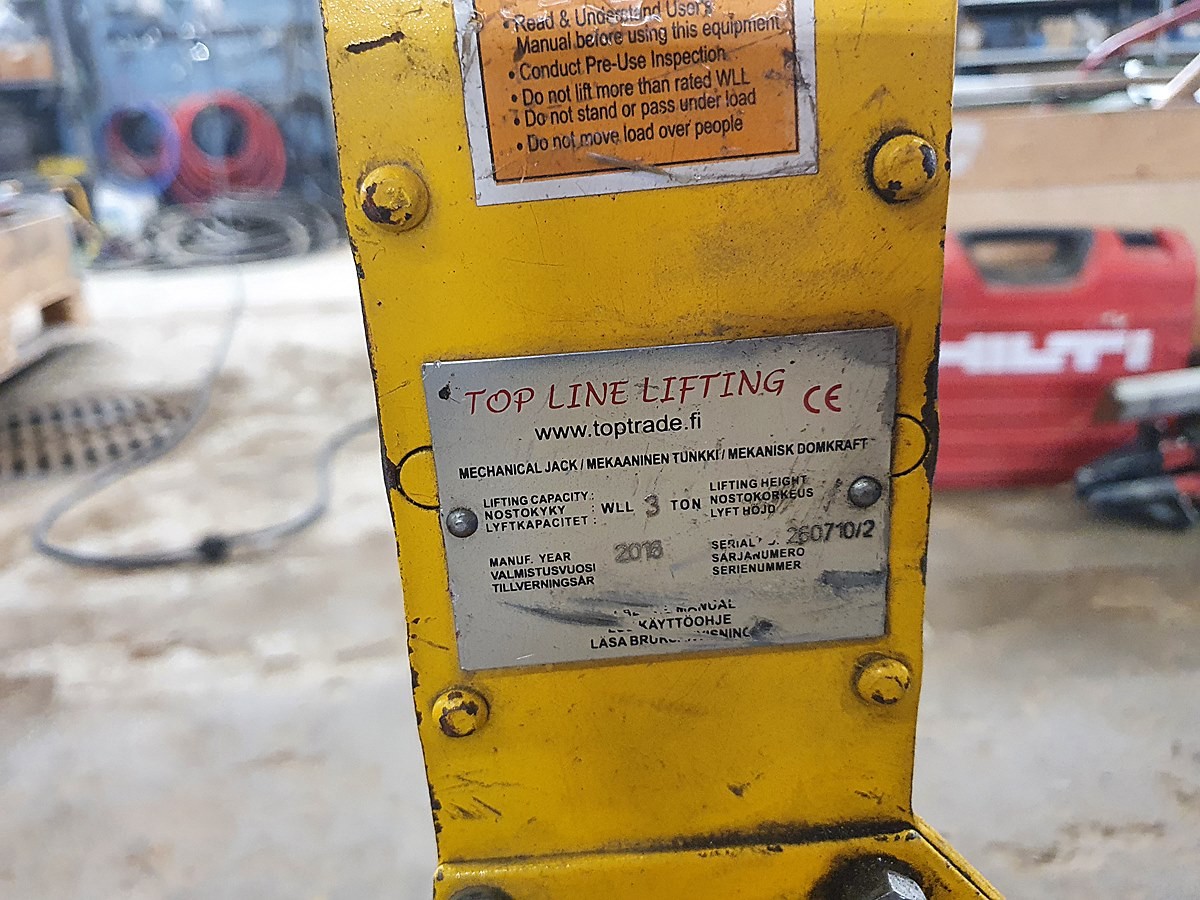 • Read & Understand User's
Manual before using this equipment
• Conduct Pre-Use Inspection
• Do not lift more than rated WLL
• Do not stand or pass under load
• Do not move load over people
TOP LINE LIFTING CE
www.toptrade.fi
MECHANICAL JACK / MEKAANINEN TUNKKI / MEKANISK DOMKRAFT
LIFTING CAPACITY :
NOSTOKYKY :
LYFTKAPACITET :
WLL 3 TON
LIFTING HEIGHT
NOSTOKORKEUS
LYFT HÖJD
MANUF. YEAR
VALMISTUSVUOSI
TILLVERNINGSÅR
2016
SERIAL
SARJANUMERO
SERIENUMMER
260710/2
MANUAL
KÄYTTÖOHJE
LÄSA
HILTI